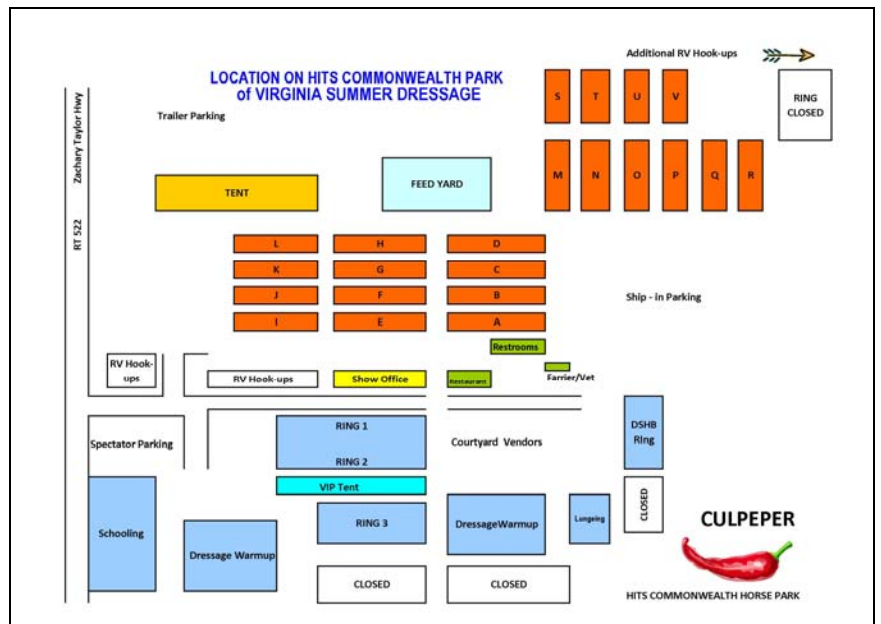 Additional RV Hook-ups
LOCATION ON HITS COMMONWEALTH PARK
of VIRGINIA SUMMER DRESSAGE
Zachary Taylor Hwy
RT 522
Trailer Parking
S T U V
RING
CLOSED
TENT
FEED YARD
M N O P Q R
L H D
K G C
J F B
I E A
Ship - in Parking
Restrooms
RV Hook-
ups
RV Hook-ups
Show Office
Restaurant
Farrier/Vet
Spectator Parking
RING 1
RING 2
Courtyard Vendors
DSHB
RIng
VIP Tent
Schooling
Dressage Warmup
RING 3
DressageWarmup
Lungeing
CLOSED
CULPEPER
CLOSED
CLOSED
HITS COMMONWEALTH HORSE PARK